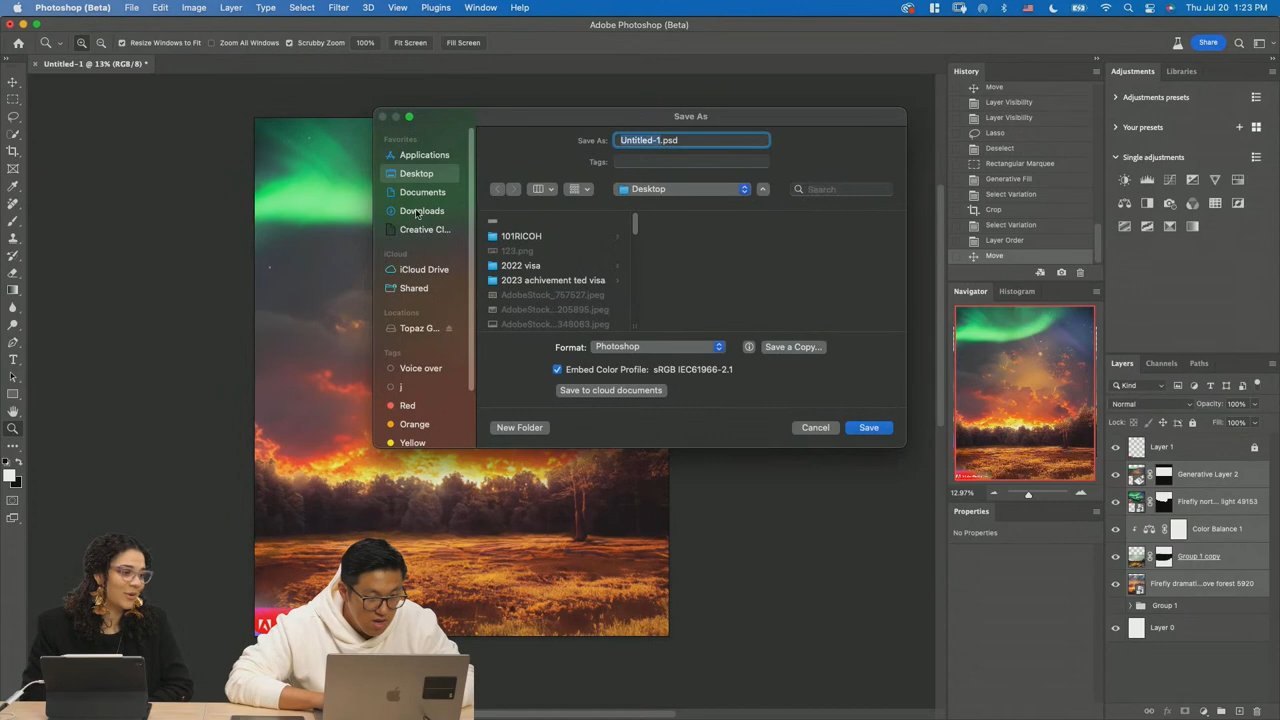 Photoshop (Beta) File Edit Image Layer Type Select Filter 3D View Plugins Window Help Thu Jul 20 1:23 PM
Adobe Photoshop (Beta)
Resize Windows to Fit Zoom All Windows Scrubby Zoom 100% Fit Screen Fill Screen Share
Untitled-1 @ 13% (RGB/8) *
Save As
Favorites
Applications
Desktop
Documents
Downloads
Creative Cl...
iCloud
iCloud Drive
Shared
Locations
Topaz G...
Tags
Voice over
j
Red
Orange
Yellow
Save As: Untitled-1.psd
Tags:
Desktop
Search
101RICOH
123.png
2022 visa
2023 achivement ted visa
AdobeStock_757527.jpeg
AdobeStock...205895.jpeg
AdobeStock...348063.jpeg
Format: Photoshop Save a Copy...
Embed Color Profile: sRGB IEC61966-2.1
Save to cloud documents
New Folder Cancel Save
History
Move
Layer Visibility
Layer Visibility
Lasso
Deselect
Rectangular Marquee
Generative Fill
Select Variation
Crop
Select Variation
Layer Order
Move
Navigator Histogram
12.97%
Properties
No Properties
Adjustments Libraries
Adjustments presets
Your presets
Single adjustments
Layers Channels Paths
Kind
Normal Opacity: 100%
Lock: Fill: 100%
Layer 1
Generative Layer 2
Firefly nort... light 49153
Color Balance 1
Group 1 copy
Firefly dramati...ove forest 5920
Group 1
Layer 0